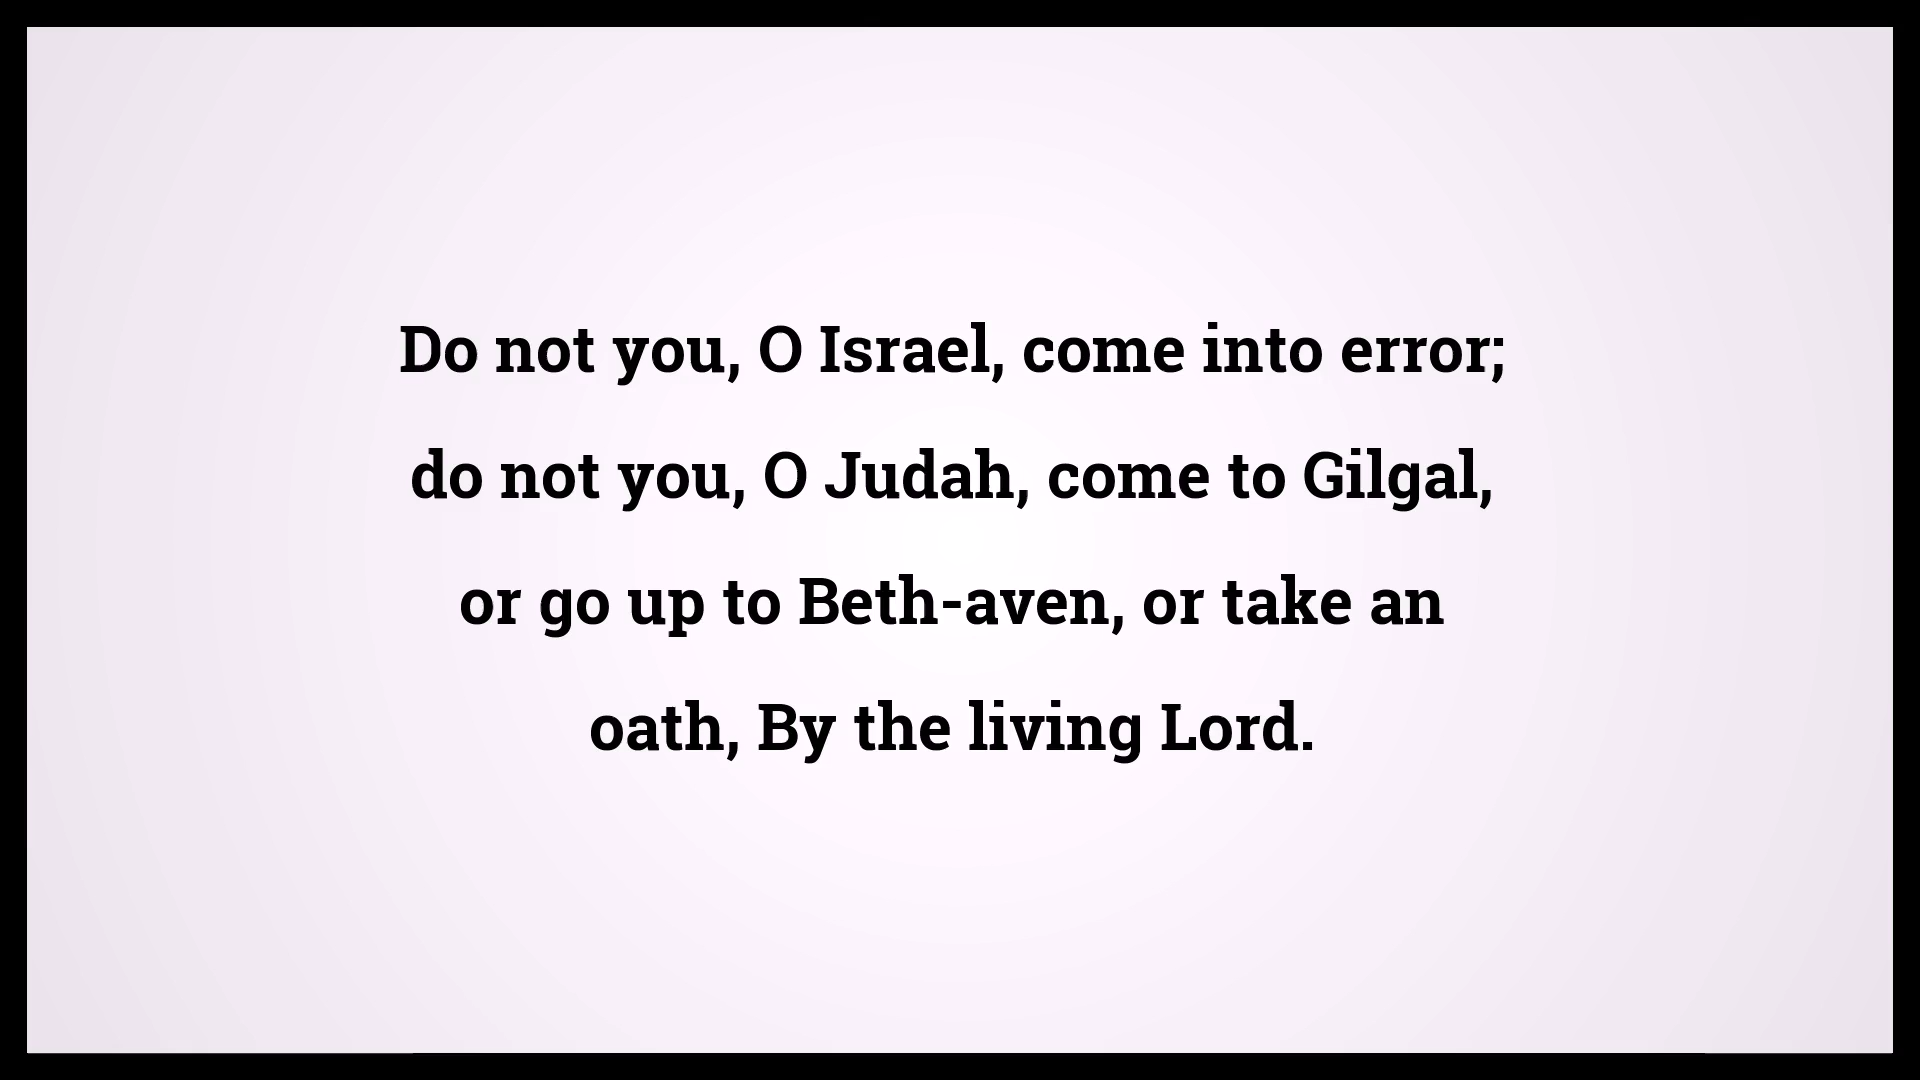 Do not you, O Israel, come into error;
do not you, O Judah, come to Gilgal,
or go up to Beth-aven, or take an
oath, By the living Lord.